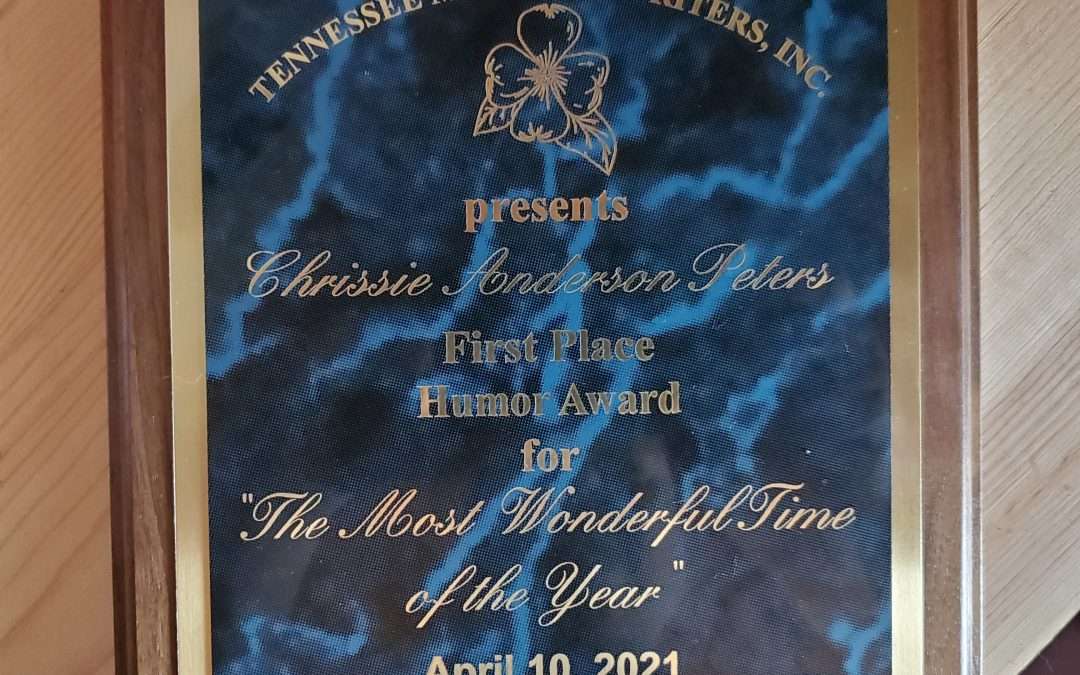 TENNESSEE WRITERS, INC.
presents
Chrissie Anderson Peters
First Place
Humor Award
for
"The Most Wonderful Time
of the Year"
April 10, 2021